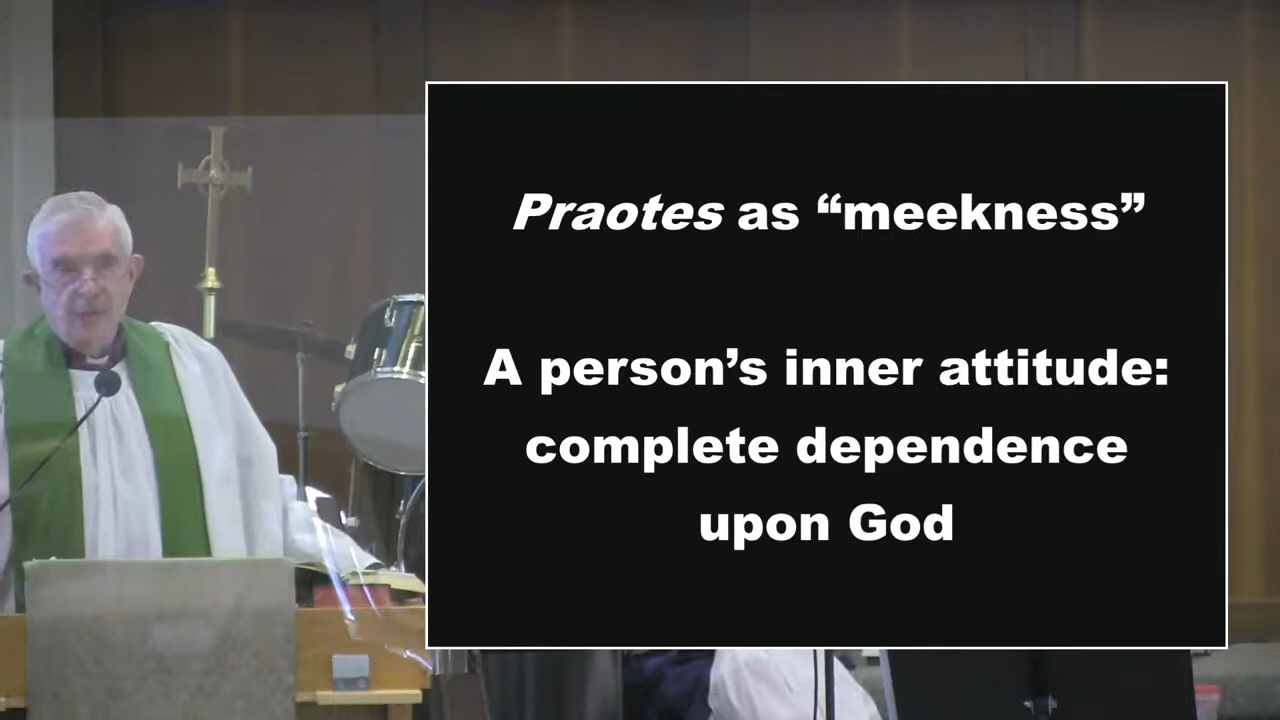 Praotes as “meekness”
A person’s inner attitude:
complete dependence
upon God